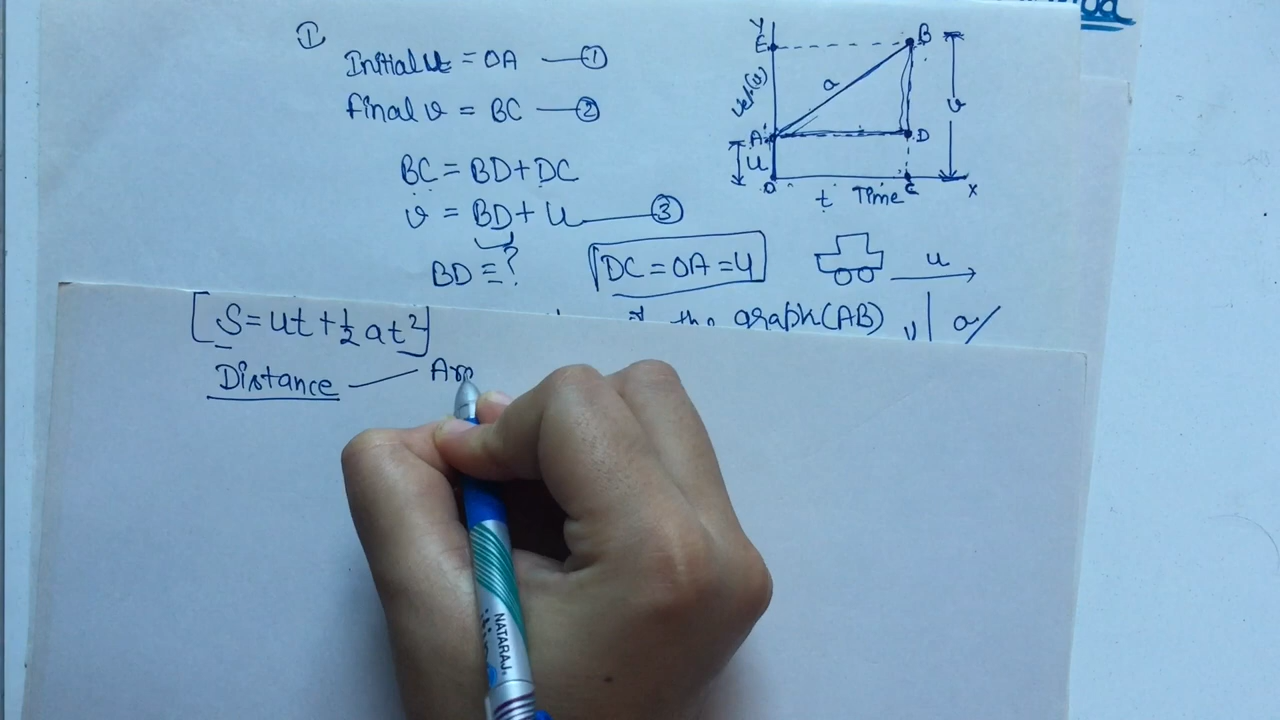 ①
Initial u = OA —①
final v = BC —②
BC = BD + DC
v = BD + u —③
BD = ?
DC = OA = u
Y
E
B
vel(v)
a
v
A
D
u
O
t Time
C
X
u
the graph(AB)
a/
[S = ut + ½ at²]
Distance — Are
NATARAJ